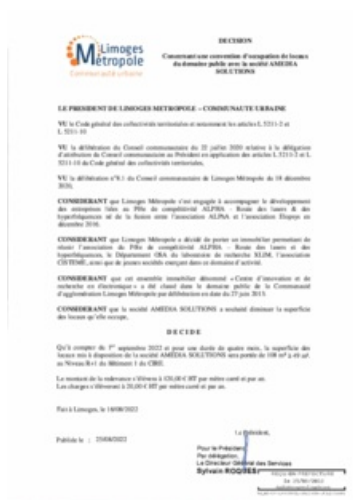 Limoges
Métropole
Communauté urbaine
DECISION
Concernant une convention d'occupation de locaux
du domaine public avec la société AMEDIA
SOLUTIONS
LE PRESIDENT DE LIMOGES METROPOLE – COMMUNAUTE URBAINE
VU le Code général des collectivités territoriales et notamment les articles L 5211-2 et
L 5211-10
VU la délibération du Conseil communautaire du 22 juillet 2020 relative à la délégation
d'attribution du Conseil communautaire au Président en application des articles L 5211-2 et L
5211-10 du Code général des collectivités territoriales,
VU la délibération n°9.1 du Conseil communautaire de Limoges Métropole du 18 décembre
2020,
CONSIDERANT que Limoges Métropole s'est engagée à accompagner le développement
des entreprises liées au Pôle de compétitivité ALPHA - Route des lasers & des
hyperfréquences né de la fusion entre l'association ALPhA et l'association Elopsys en
décembre 2016,
CONSIDERANT que Limoges Métropole a décidé de porter un immobilier permettant de
réunir l'association du Pôle de compétitivité ALPHA - Route des lasers et des
hyperfréquences, le Département OSA du laboratoire de recherche XLIM, l'association
CISTEME, ainsi que de jeunes sociétés exerçant dans ce domaine d'activité.
CONSIDERANT que cet ensemble immobilier dénommé « Centre d'innovation et de
recherche en électronique » a été classé dans le domaine public de la Communauté
d'agglomération Limoges Métropole par délibération en date du 27 juin 2013.
CONSIDERANT que la société AMEDIA SOLUTIONS a souhaité diminuer la superficie
des locaux qu'elle occupe,
DECIDE
Qu'à compter du 1er septembre 2022 et pour une durée de quatre mois, la superficie des
locaux mis à disposition de la société AMEDIA SOLUTIONS sera portée de 108 m² à 49 m²
au Niveau R+1 du Bâtiment 1 du CIRE.
Le montant de la redevance s'élèvera à 120,00 € HT par mètre carré et par an.
Les charges s'élèveront à 20,00 € HT par mètre carré et par an.
Fait à Limoges, le 18/08/2022
Le Président,
Publiée le : 25/08/2022
Pour le Président
Par délégation,
Le Directeur Général des Services
Sylvain ROQUES